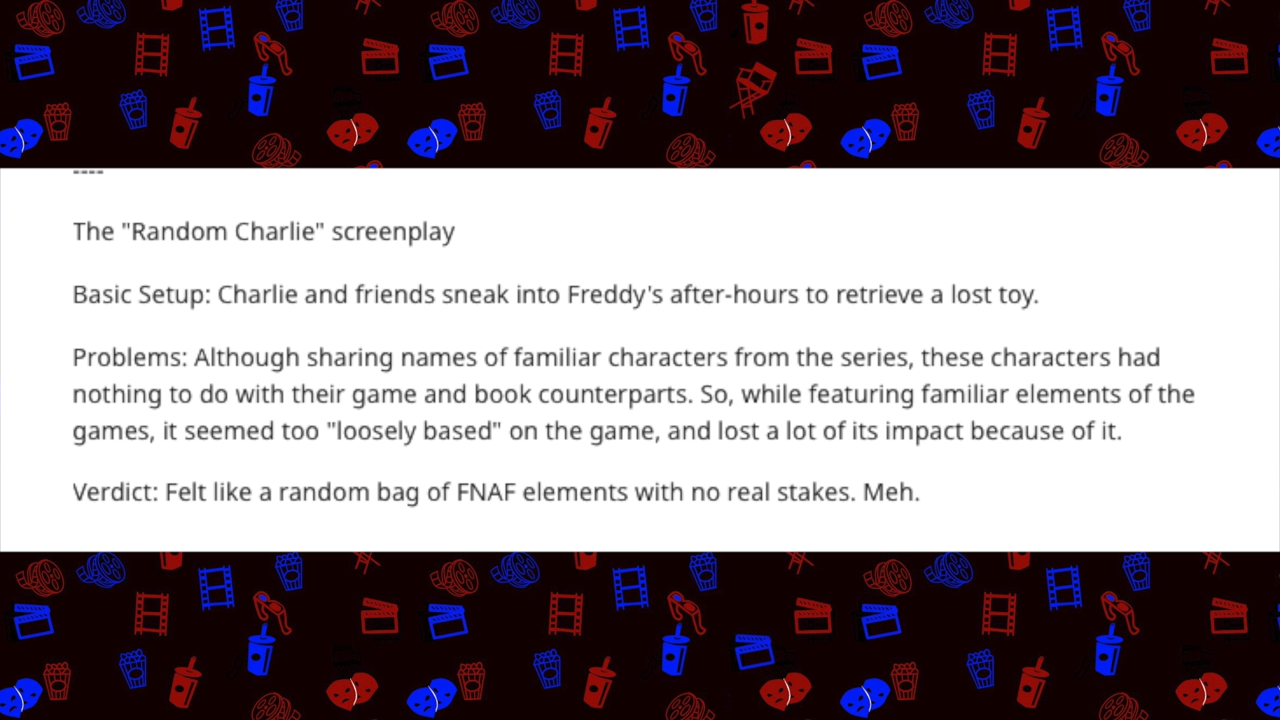 ----
The "Random Charlie" screenplay
Basic Setup: Charlie and friends sneak into Freddy's after-hours to retrieve a lost toy.
Problems: Although sharing names of familiar characters from the series, these characters had
nothing to do with their game and book counterparts. So, while featuring familiar elements of the
games, it seemed too "loosely based" on the game, and lost a lot of its impact because of it.
Verdict: Felt like a random bag of FNAF elements with no real stakes. Meh.